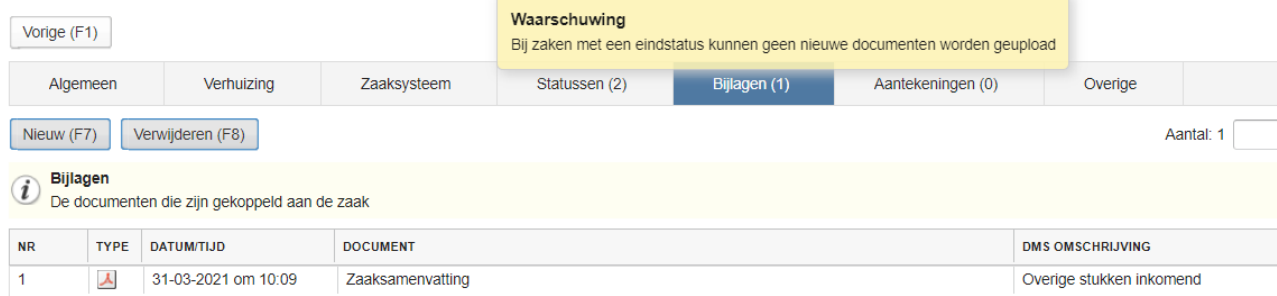 Waarschuwing
Bij zaken met een eindstatus kunnen geen nieuwe documenten worden geupload
Vorige (F1)
Algemeen Verhuizing Zaaksysteem Statussen (2) Bijlagen (1) Aantekeningen (0) Overige
Nieuw (F7) Verwijderen (F8) Aantal: 1
Bijlagen
De documenten die zijn gekoppeld aan de zaak
NR TYPE DATUM/TIJD DOCUMENT DMS OMSCHRIJVING
1 31-03-2021 om 10:09 Zaaksamenvatting Overige stukken inkomend